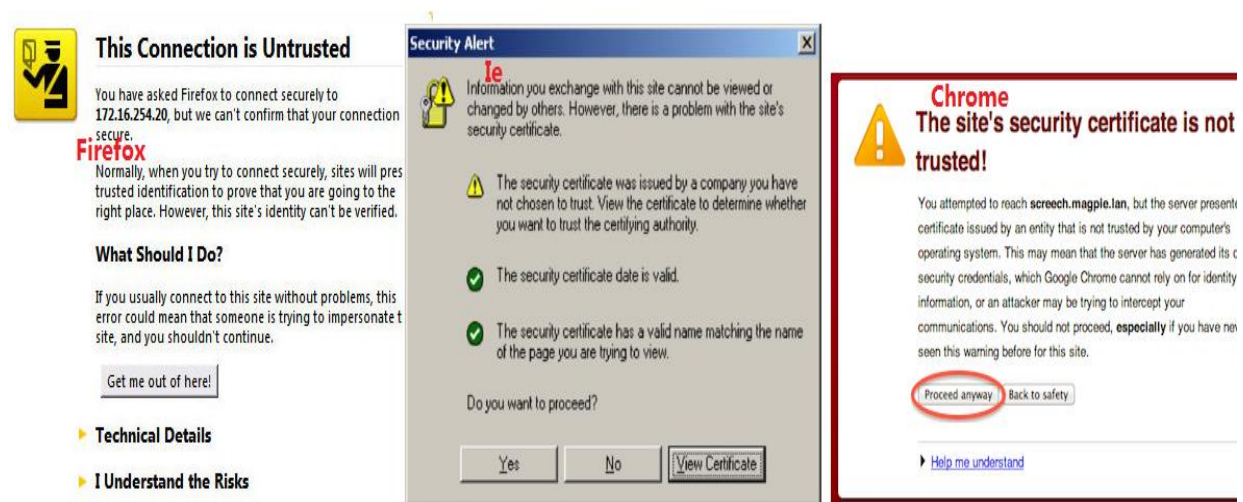 This Connection is Untrusted
You have asked Firefox to connect securely to
172.16.254.20, but we can't confirm that your connection
secure.
Firefox
Normally, when you try to connect securely, sites will pres
trusted identification to prove that you are going to the
right place. However, this site's identity can't be verified.
What Should I Do?
If you usually connect to this site without problems, this
error could mean that someone is trying to impersonate t
site, and you shouldn't continue.
Get me out of here!
Technical Details
I Understand the Risks
Security Alert
Ie
Information you exchange with this site cannot be viewed or
changed by others. However, there is a problem with the site's
security certificate.
The security certificate was issued by a company you have
not chosen to trust. View the certificate to determine whether
you want to trust the certifying authority.
The security certificate date is valid.
The security certificate has a valid name matching the name
of the page you are trying to view.
Do you want to proceed?
Yes
No
View Certificate
Chrome
The site's security certificate is not
trusted!
You attempted to reach screech.magpie.lan, but the server presente
certificate issued by an entity that is not trusted by your computer's
operating system. This may mean that the server has generated its o
security credentials, which Google Chrome cannot rely on for identity
information, or an attacker may be trying to intercept your
communications. You should not proceed, especially if you have nev
seen this warning before for this site.
Proceed anyway
Back to safety
Help me understand